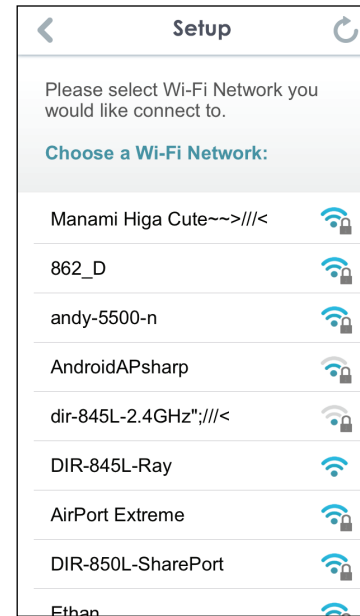 Setup
Please select Wi-Fi Network you
would like connect to.
Choose a Wi-Fi Network:
Manami Higa Cute~~>///<
862_D
andy-5500-n
AndroidAPsharp
dir-845L-2.4GHz";///<
DIR-845L-Ray
AirPort Extreme
DIR-850L-SharePort
Ethan